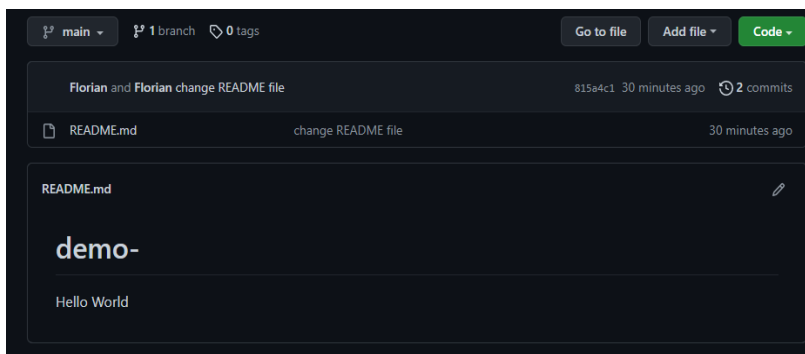 main 1 branch 0 tags Go to file Add file Code
Florian and Florian change README file 815a4c1 30 minutes ago 2 commits
README.md change README file 30 minutes ago
README.md
demo-
Hello World